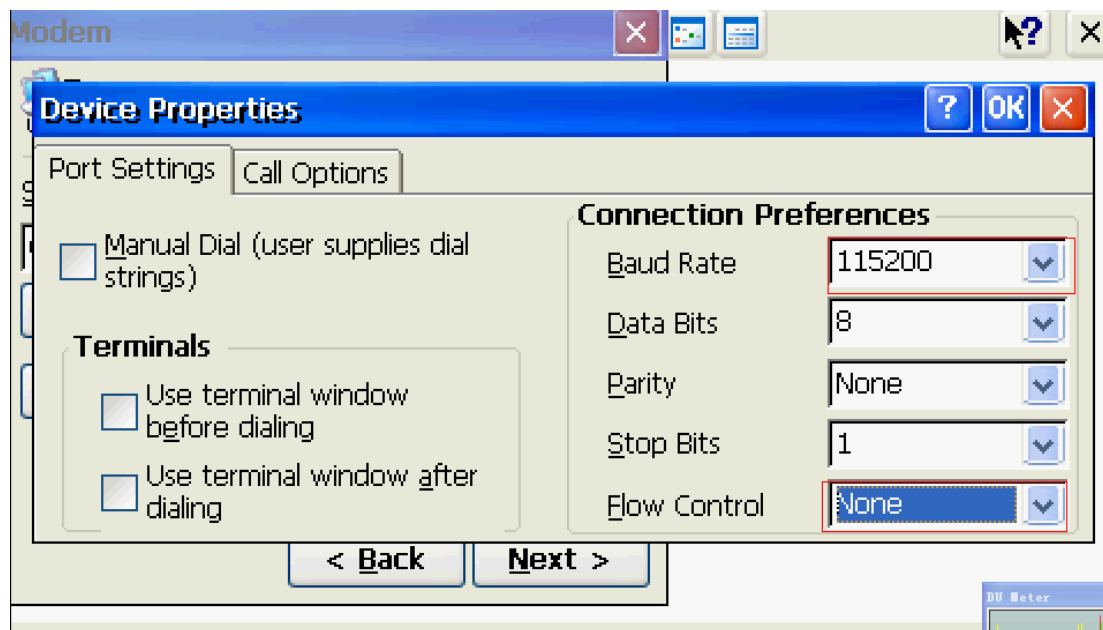 Modem
Device Properties
? OK
Port Settings
Call Options
Manual Dial (user supplies dial
strings)
Terminals
Use terminal window
before dialing
Use terminal window after
dialing
Connection Preferences
Baud Rate 115200
Data Bits 8
Parity None
Stop Bits 1
Flow Control None
< Back
Next >
DU Meter